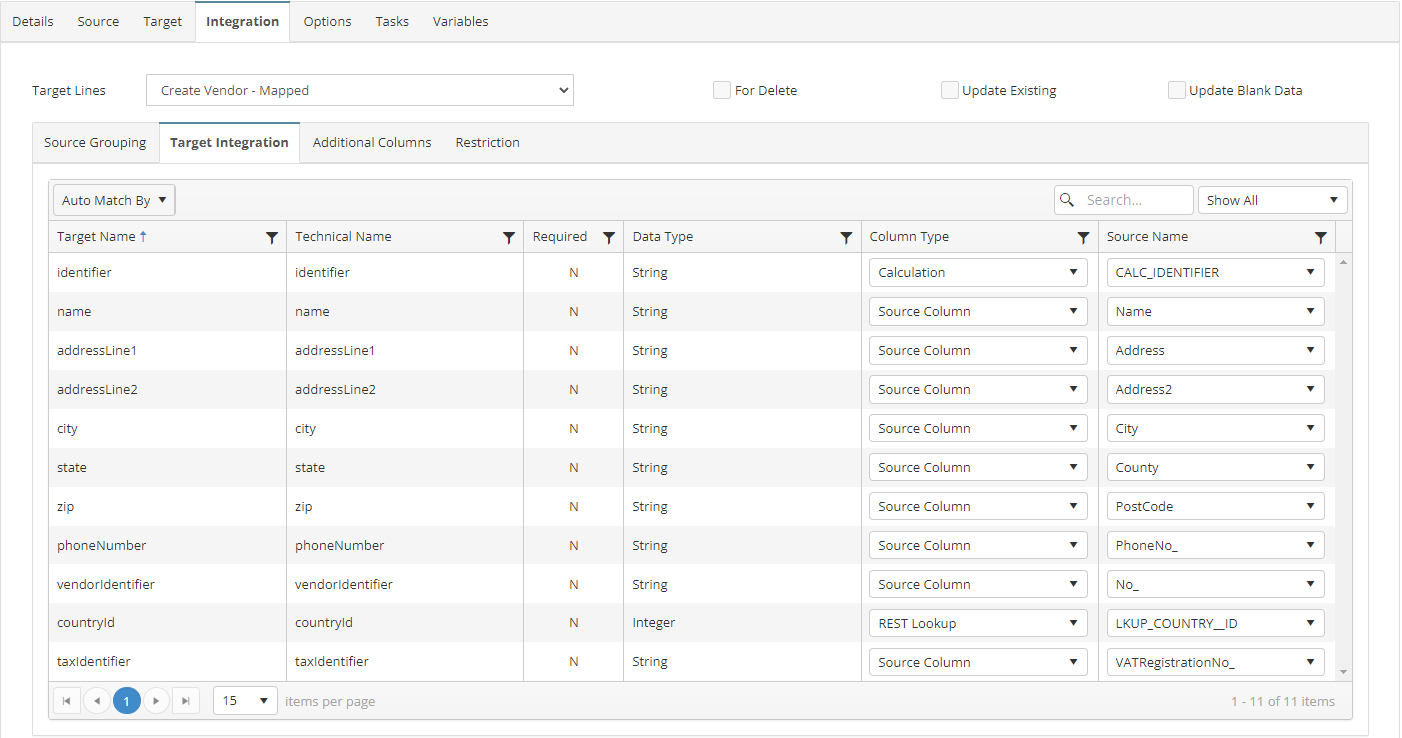 Details Source Target Integration Options Tasks Variables
Target Lines Create Vendor - Mapped For Delete Update Existing Update Blank Data
Source Grouping Target Integration Additional Columns Restriction
Auto Match By Search... Show All
Target Name Technical Name Required Data Type Column Type Source Name
identifier identifier N String Calculation CALC_IDENTIFIER
name name N String Source Column Name
addressLine1 addressLine1 N String Source Column Address
addressLine2 addressLine2 N String Source Column Address2
city city N String Source Column City
state state N String Source Column County
zip zip N String Source Column PostCode
phoneNumber phoneNumber N String Source Column PhoneNo_
vendorIdentifier vendorIdentifier N String Source Column No_
countryId countryId N Integer REST Lookup LKUP_COUNTRY__ID
taxIdentifier taxIdentifier N String Source Column VATRegistrationNo_
1 15 items per page 1 - 11 of 11 items